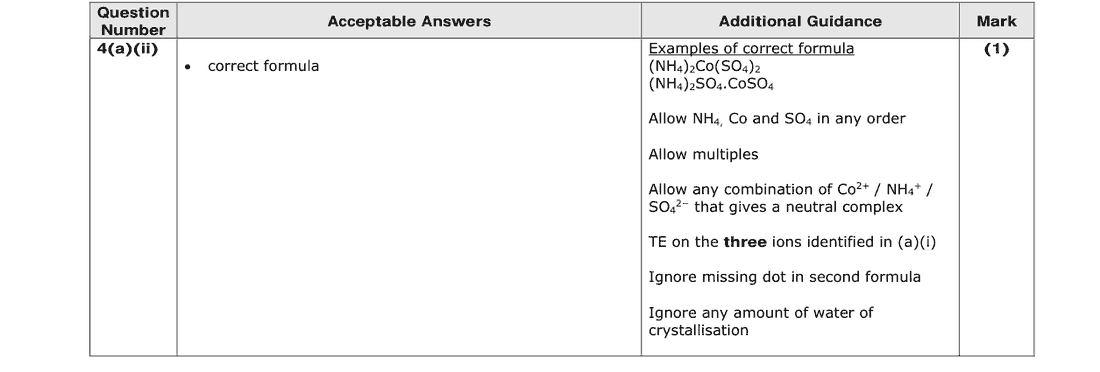 Question Number Acceptable Answers Additional Guidance Mark
4(a)(ii) Examples of correct formula (1)
• correct formula (NH₄)₂Co(SO₄)₂
(NH₄)₂SO₄.CoSO₄
Allow NH₄, Co and SO₄ in any order
Allow multiples
Allow any combination of Co²⁺ / NH₄⁺ /
SO₄²⁻ that gives a neutral complex
TE on the three ions identified in (a)(i)
Ignore missing dot in second formula
Ignore any amount of water of
crystallisation